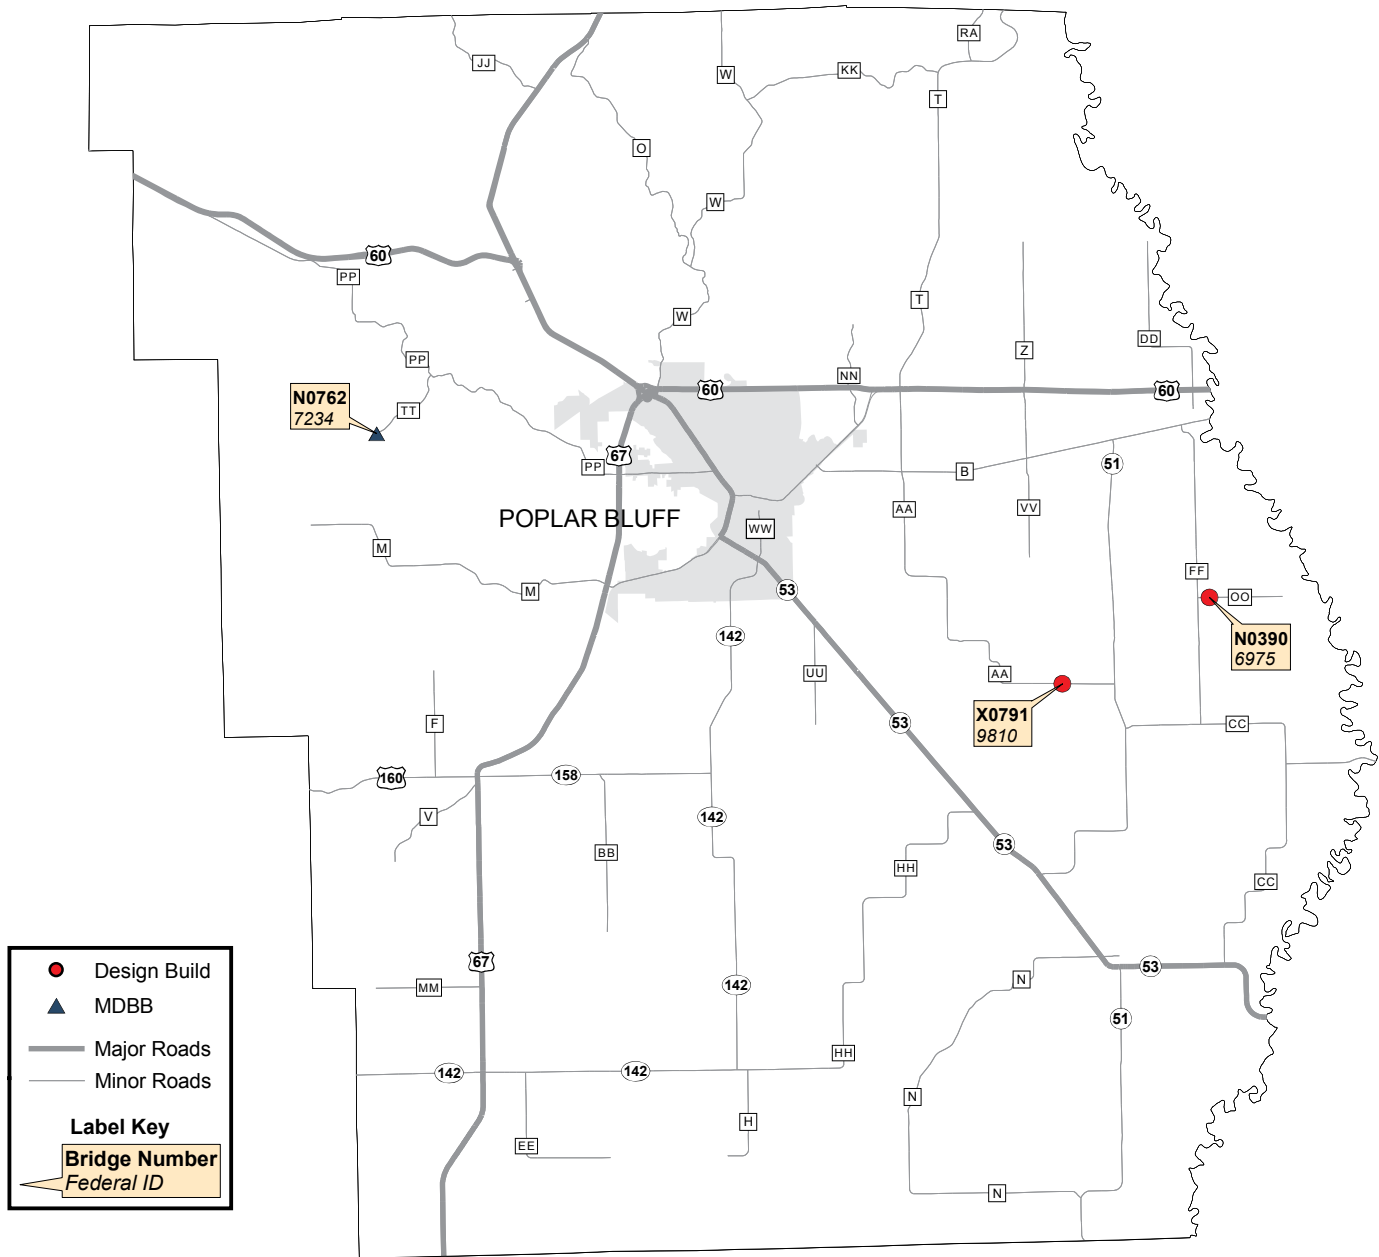 RA
JJ
W
KK
T
O
W
60
PP
T
W
DD
Z
PP
NN
60
60
N0762
7234
TT
67
PP
51
B
AA
VV
POPLAR BLUFF
WW
M
FF
M
53
OO
142
N0390
6975
UU
AA
X0791
9810
F
53
CC
160
158
V
142
BB
53
HH
CC
67
53
MM
142
N
51
HH
142
142
N
H
EE
N
Design Build
MDBB
Major Roads
Minor Roads
Label Key
Bridge Number
Federal ID